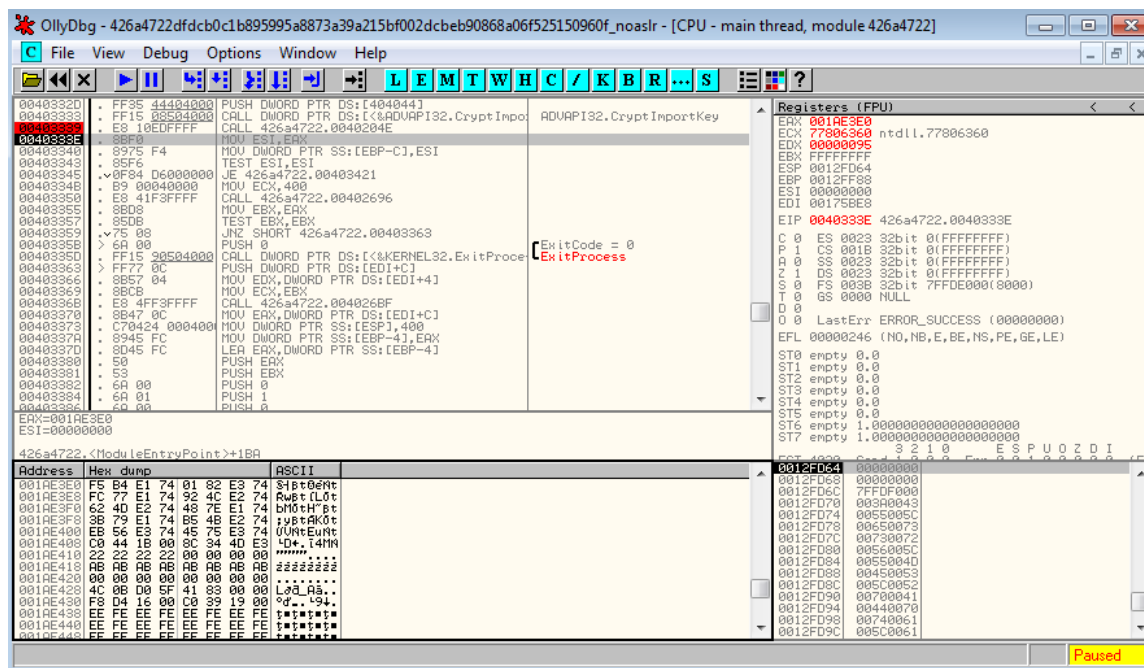 OllyDbg - 426a4722dfdcb0c1b895995a8873a39a215bf002dcbeb90868a06f525150960f_noaslr - [CPU - main thread, module 426a4722]
C File View Debug Options Window Help
L E M T W H C / K B R ... S ?
0040332D . FF35 44404000 PUSH DWORD PTR DS:[404044]
00403333 . FF15 08504000 CALL DWORD PTR DS:[<&ADVAPI32.CryptImpo: ADVAPI32.CryptImportKey
00403339 . E8 10EDFFFF CALL 426a4722.0040204E
0040333E . 8BF0 MOV ESI,EAX
00403340 . 8975 F4 MOV DWORD PTR SS:[EBP-C],ESI
00403343 . 85F6 TEST ESI,ESI
00403345 .v0F84 D6000000 JE 426a4722.00403421
0040334B . B9 00040000 MOV ECX,400
00403350 . E8 41F3FFFF CALL 426a4722.00402696
00403355 . 8BD8 MOV EBX,EAX
00403357 . 85DB TEST EBX,EBX
00403359 .v75 08 JNZ SHORT 426a4722.00403363
0040335B > 6A 00 PUSH 0 ExitCode = 0
0040335D . FF15 90504000 CALL DWORD PTR DS:[<&KERNEL32.ExitProce ExitProcess
00403363 > FF77 0C PUSH DWORD PTR DS:[EDI+C]
00403366 . 8B57 04 MOV EDX,DWORD PTR DS:[EDI+4]
00403369 . 8BCB MOV ECX,EBX
0040336B . E8 4FF3FFFF CALL 426a4722.004026BF
00403370 . 8B47 0C MOV EAX,DWORD PTR DS:[EDI+C]
00403373 . C70424 000400 MOV DWORD PTR SS:[ESP],400
0040337A . 8945 FC MOV DWORD PTR SS:[EBP-4],EAX
0040337D . 8D45 FC LEA EAX,DWORD PTR SS:[EBP-4]
00403380 . 50 PUSH EAX
00403381 . 53 PUSH EBX
00403382 . 6A 00 PUSH 0
00403384 . 6A 01 PUSH 1
00403386 . 6A 00 PUSH 0
EAX=001AE3E0
ESI=00000000
426a4722.<ModuleEntryPoint>+1BA
Registers (FPU) < <
EAX 001AE3E0
ECX 77806360 ntdll.77806360
EDX 00000095
EBX FFFFFFFF
ESP 0012FD64
EBP 0012FF88
ESI 00000000
EDI 00175BE8
EIP 0040333E 426a4722.0040333E
C 0 ES 0023 32bit 0(FFFFFFFF)
P 1 CS 001B 32bit 0(FFFFFFFF)
A 0 SS 0023 32bit 0(FFFFFFFF)
Z 1 DS 0023 32bit 0(FFFFFFFF)
S 0 FS 003B 32bit 7FFDE000(8000)
T 0 GS 0000 NULL
D 0
O 0 LastErr ERROR_SUCCESS (00000000)
EFL 00000246 (NO,NB,E,BE,NS,PE,GE,LE)
ST0 empty 0.0
ST1 empty 0.0
ST2 empty 0.0
ST3 empty 0.0
ST4 empty 0.0
ST5 empty 0.0
ST6 empty 1.0000000000000000000
ST7 empty 1.0000000000000000000
3 2 1 0 E S P U O Z D I
Address Hex dump ASCII
001AE3E0 F5 B4 E1 74 01 82 E3 74
001AE3E8 FC 77 E1 74 92 4C E2 74
001AE3F0 62 4D E2 74 48 7E E1 74
001AE3F8 3B 79 E1 74 B5 4B E2 74
001AE400 EB 56 E3 74 45 75 E3 74
001AE408 C0 44 1B 00 8C 34 4D E3
001AE410 22 22 22 22 00 00 00 00 """"....
001AE418 AB AB AB AB AB AB AB AB
001AE420 00 00 00 00 00 00 00 00 ........
001AE428 4C 0B D0 5F 41 83 00 00
001AE430 F8 D4 16 00 C0 39 19 00
001AE438 EE FE EE FE EE FE EE FE
001AE440 EE FE EE FE EE FE EE FE
001AE448 EE FE EE FE EE FE EE FE
0012FD64 00000000
0012FD68 00000000
0012FD6C 7FFDF000
0012FD70 003A0043
0012FD74 0055005C
0012FD78 00650073
0012FD7C 00730072
0012FD80 0056005C
0012FD84 0055004D
0012FD88 00450053
0012FD8C 005C0052
0012FD90 00700041
0012FD94 00440070
0012FD98 00740061
0012FD9C 005C0061
Paused